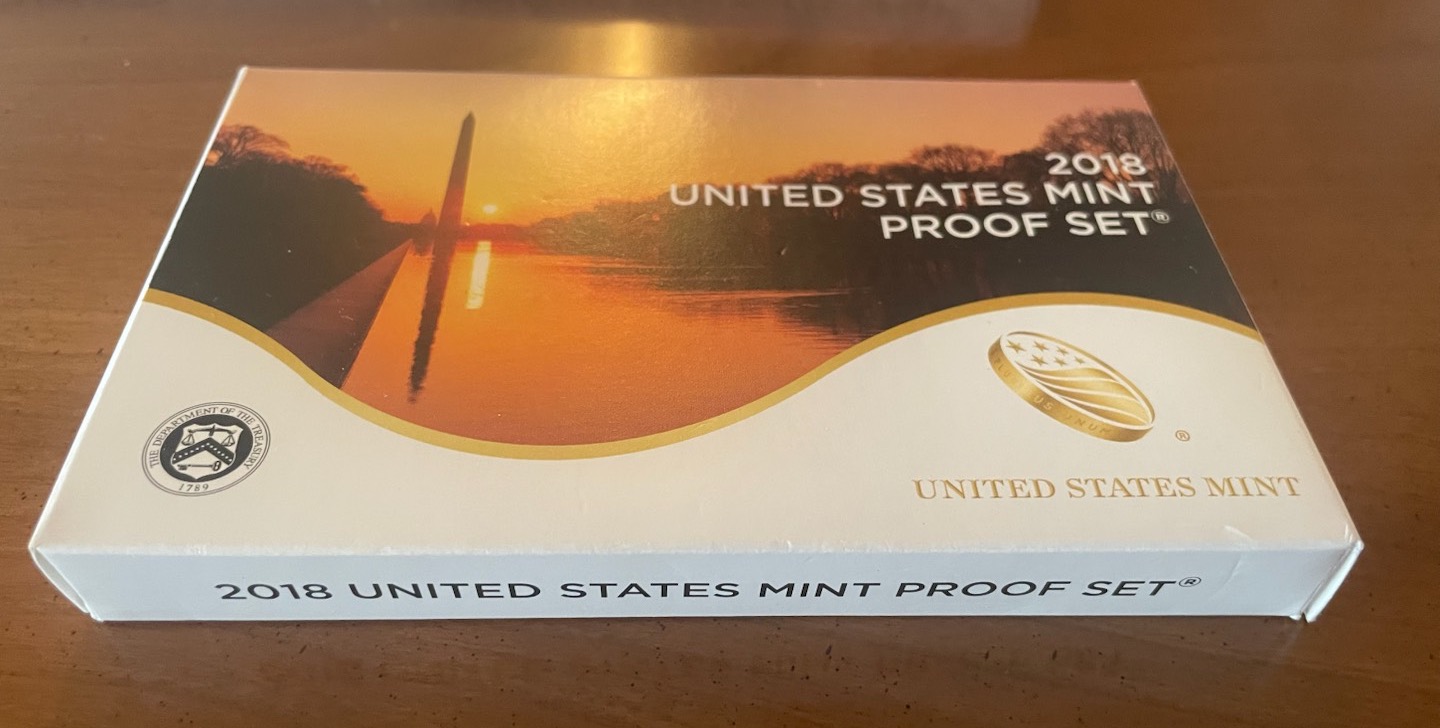 2018
UNITED STATES MINT
PROOF SET®
THE DEPARTMENT OF THE TREASURY
1789
®
UNITED STATES MINT
2018 UNITED STATES MINT PROOF SET®